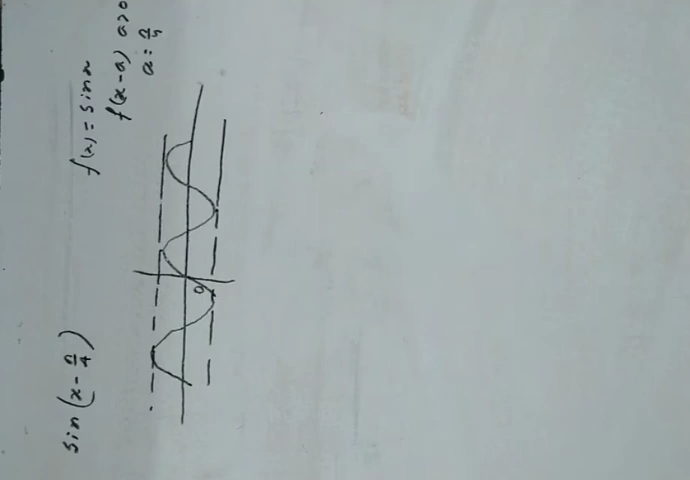 sin(x - π/4)
f(x) = sin x
f(x-a) a>0
a = π/4
0